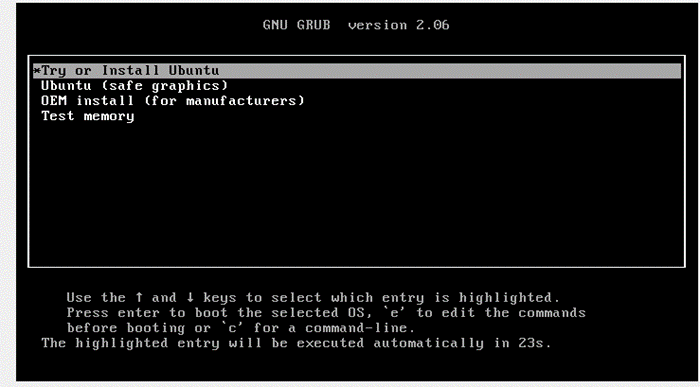 GNU GRUB  version 2.06
*Try or Install Ubuntu
Ubuntu (safe graphics)
OEM install (for manufacturers)
Test memory
Use the ↑ and ↓ keys to select which entry is highlighted.
Press enter to boot the selected OS, `e' to edit the commands
before booting or `c' for a command-line.
The highlighted entry will be executed automatically in 23s.